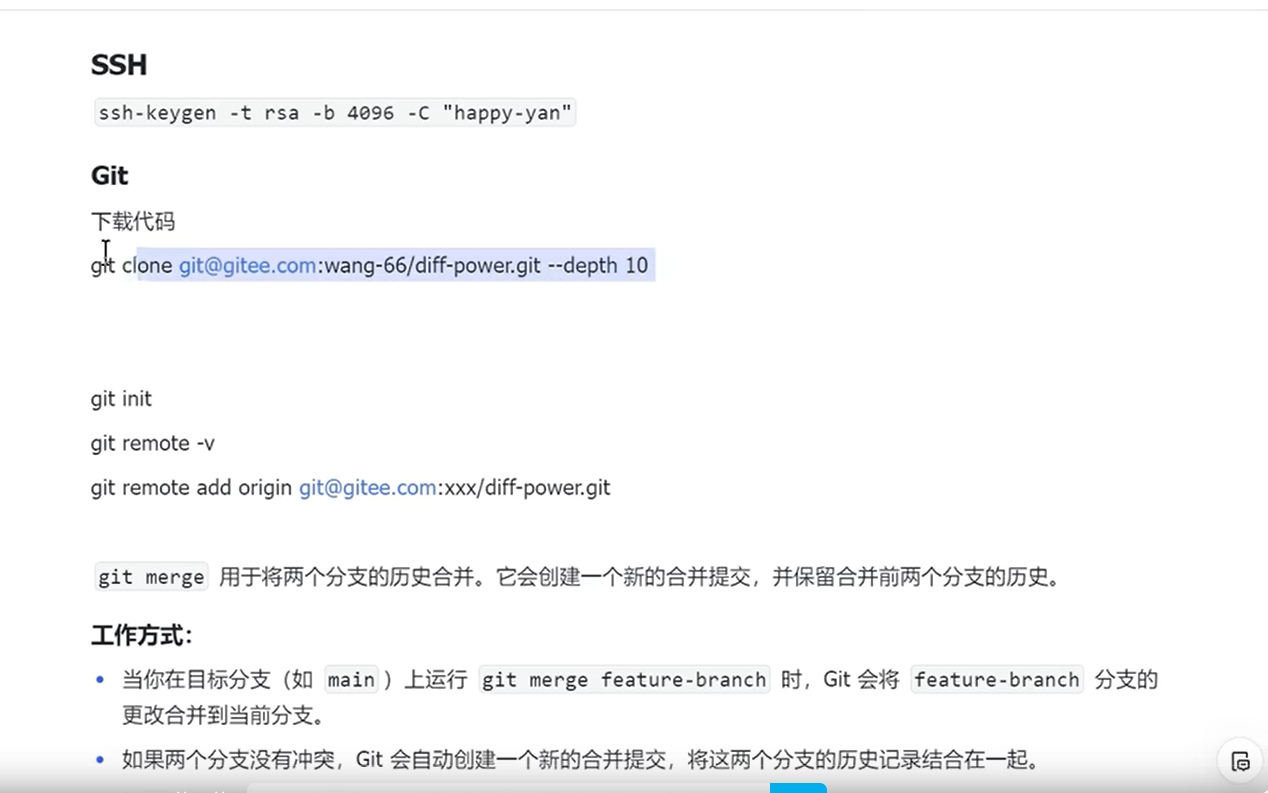 SSH
ssh-keygen -t rsa -b 4096 -C "happy-yan"
Git
下载代码
git clone git@gitee.com:wang-66/diff-power.git --depth 10
git init
git remote -v
git remote add origin git@gitee.com:xxx/diff-power.git
git merge 用于将两个分支的历史合并。它会创建一个新的合并提交，并保留合并前两个分支的历史。
工作方式：
当你在目标分支（如 main ）上运行 git merge feature-branch 时，Git 会将 feature-branch 分支的
更改合并到当前分支。
如果两个分支没有冲突，Git 会自动创建一个新的合并提交，将这两个分支的历史记录结合在一起。